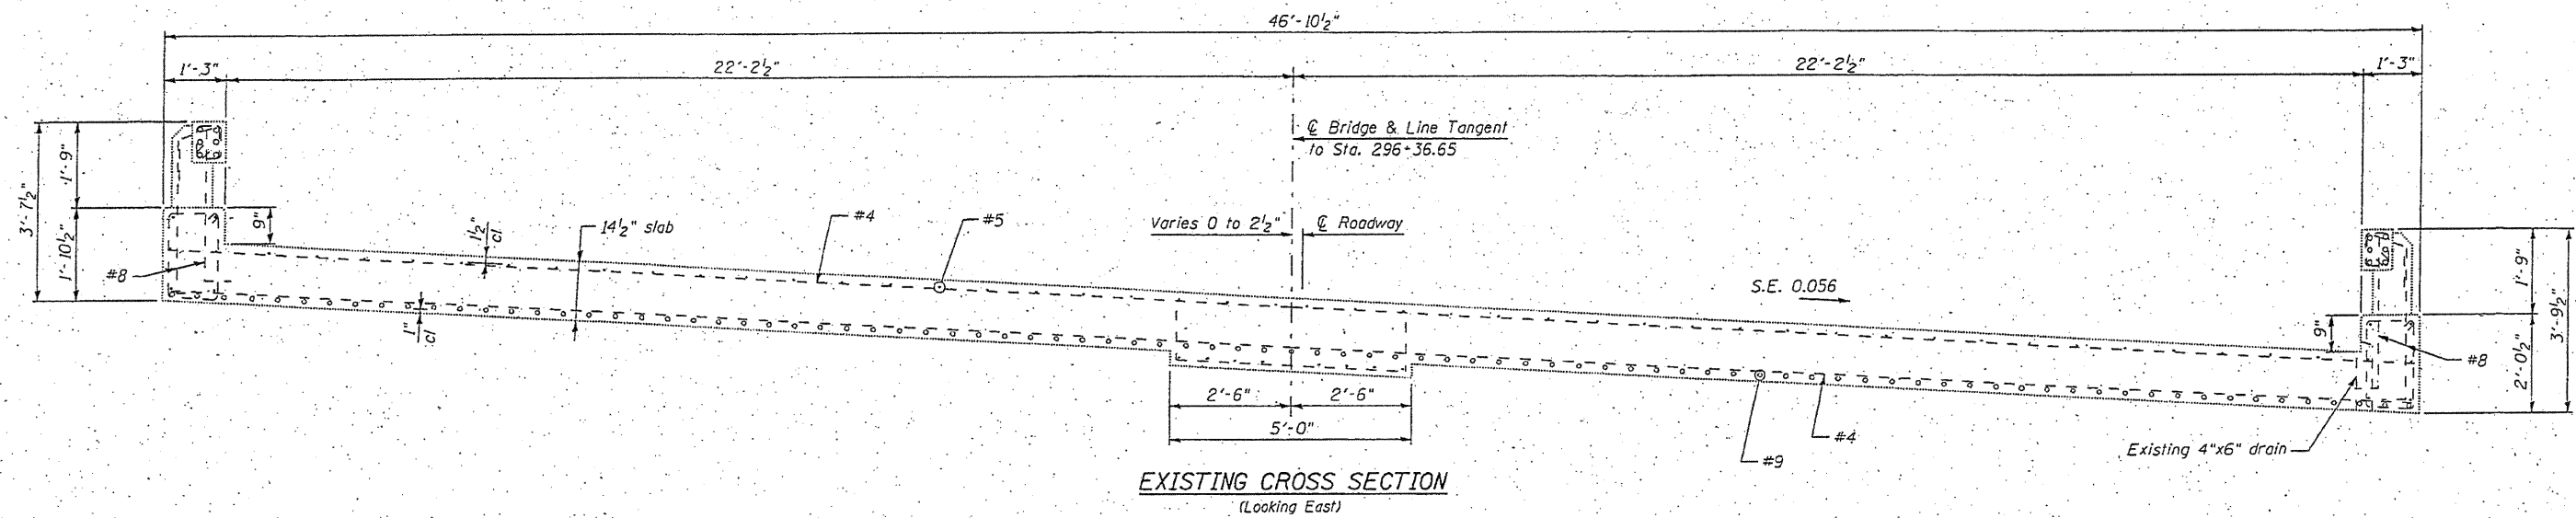 46'-10½"
1'-3"
22'-2½"
22'-2½"
1'-3"
℄ Bridge & Line Tangent
to Sta. 296+36.65
3'-7½"
1'-9"
1'-10½"
9"
#8
1½"
cl.
14½" slab
#4
#5
Varies 0 to 2½"
℄ Roadway
S.E. 0.056
1"
cl
9"
1'-9"
2'-0½"
3'-9½"
#8
2'-6"
2'-6"
5'-0"
#9
#4
Existing 4"x6" drain
EXISTING CROSS SECTION
(Looking East)